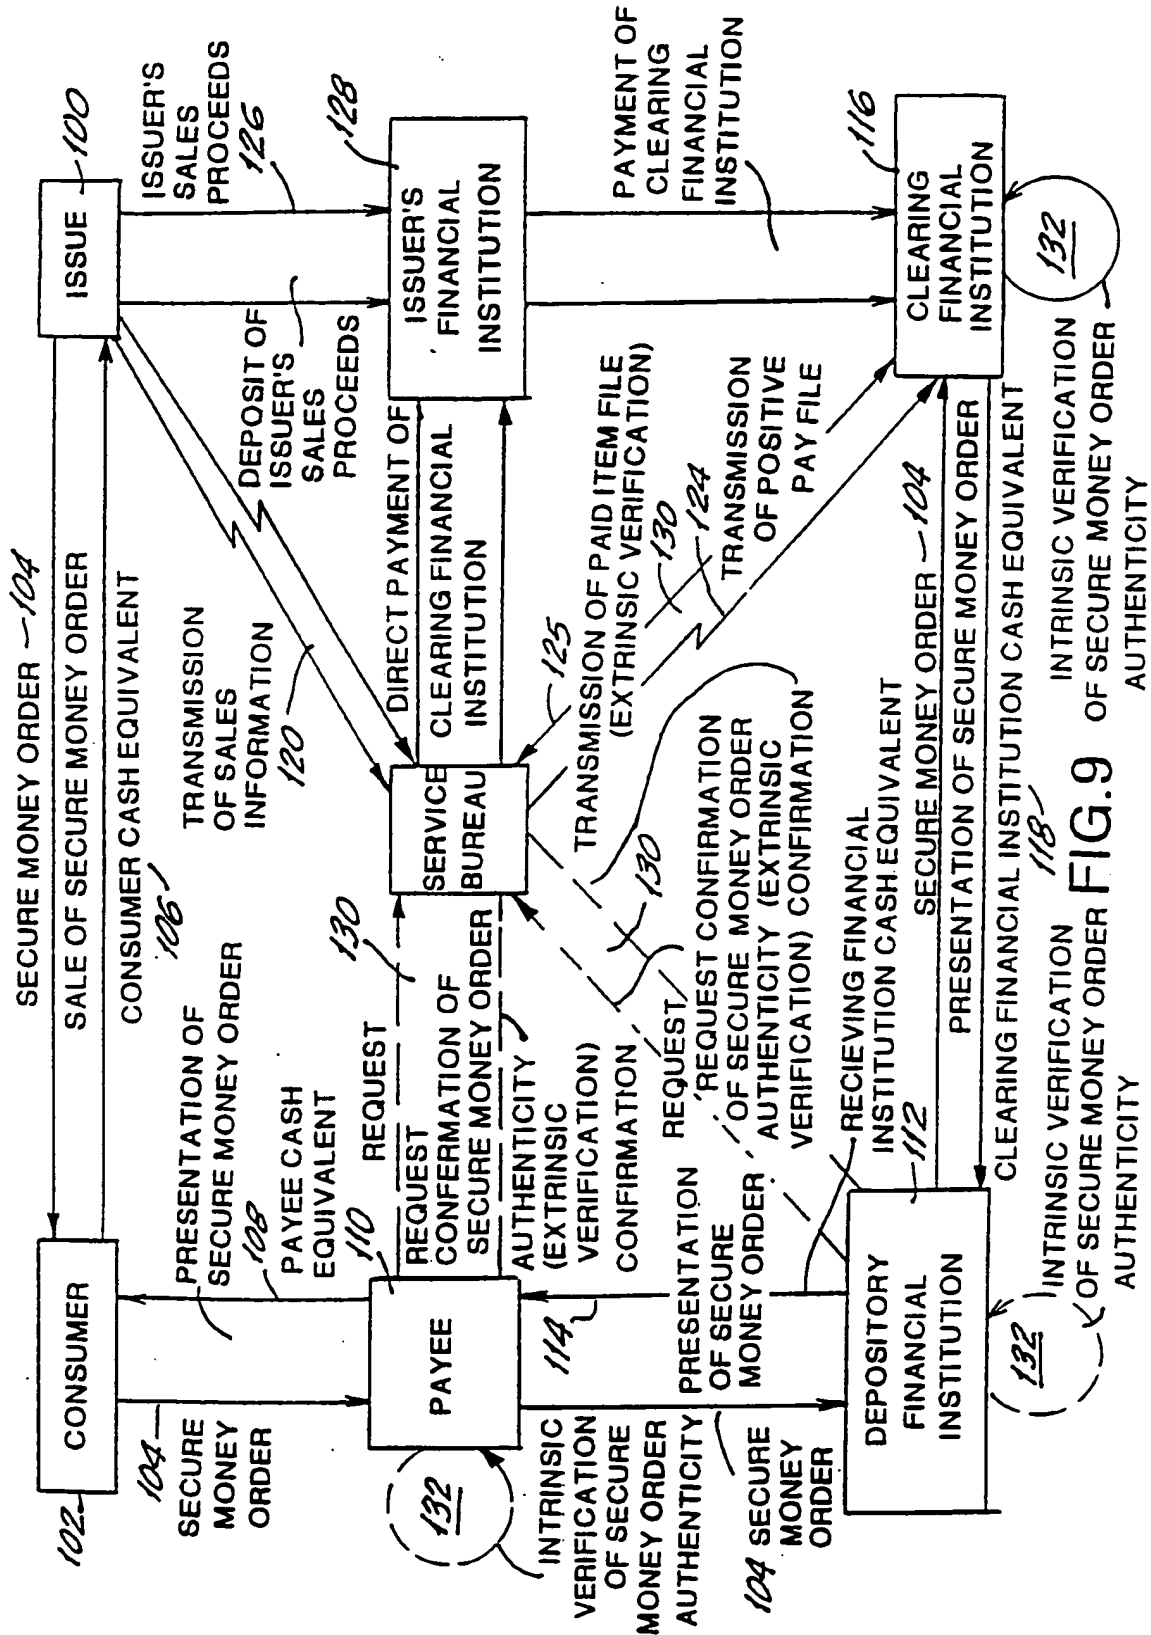 SECURE MONEY ORDER 104
SALE OF SECURE MONEY ORDER
CONSUMER CASH EQUIVALENT
106
CONSUMER
102
ISSUE
100
104
SECURE
MONEY
ORDER
PRESENTATION OF
SECURE MONEY ORDER
108
PAYEE CASH
EQUIVALENT
110
TRANSMISSION
OF SALES
INFORMATION
120
DEPOSIT OF
ISSUER'S
SALES
PROCEEDS
ISSUER'S
SALES
PROCEEDS
126
128
PAYEE
132
INTRINSIC
VERIFICATION
OF SECURE
MONEY ORDER
AUTHENTICITY
REQUEST
130
REQUEST
CONFERMATION OF
SECURE MONEY ORDER
AUTHENTICITY
(EXTRINSIC
VERIFICATION)
CONFIRMATION
SERVICE
BUREAU
DIRECT PAYMENT OF
CLEARING FINANCIAL
INSTITUTION
ISSUER'S
FINANCIAL
INSTITUTION
114
PRESENTATION
OF SECURE
MONEY ORDER
104 SECURE
MONEY
ORDER
REQUEST
130
REQUEST CONFIRMATION
OF SECURE MONEY ORDER
AUTHENTICITY (EXTRINSIC
VERIFICATION) CONFIRMATION
125
TRANSMISSION OF PAID ITEM FILE
(EXTRINSIC VERIFICATION)
130
124
TRANSMISSION
OF POSITIVE
PAY FILE
PAYMENT OF
CLEARING
FINANCIAL
INSTITUTION
116
RECIEVING FINANCIAL
INSTITUTION CASH EQUIVALENT
112
DEPOSITORY
FINANCIAL
INSTITUTION
SECURE MONEY ORDER 104
PRESENTATION OF SECURE MONEY ORDER
CLEARING FINANCIAL INSTITUTION CASH EQUIVALENT
118
CLEARING
FINANCIAL
INSTITUTION
132
INTRINSIC VERIFICATION
OF SECURE MONEY ORDER
AUTHENTICITY
132
INTRINSIC VERIFICATION
OF SECURE MONEY ORDER
AUTHENTICITY
FIG.9